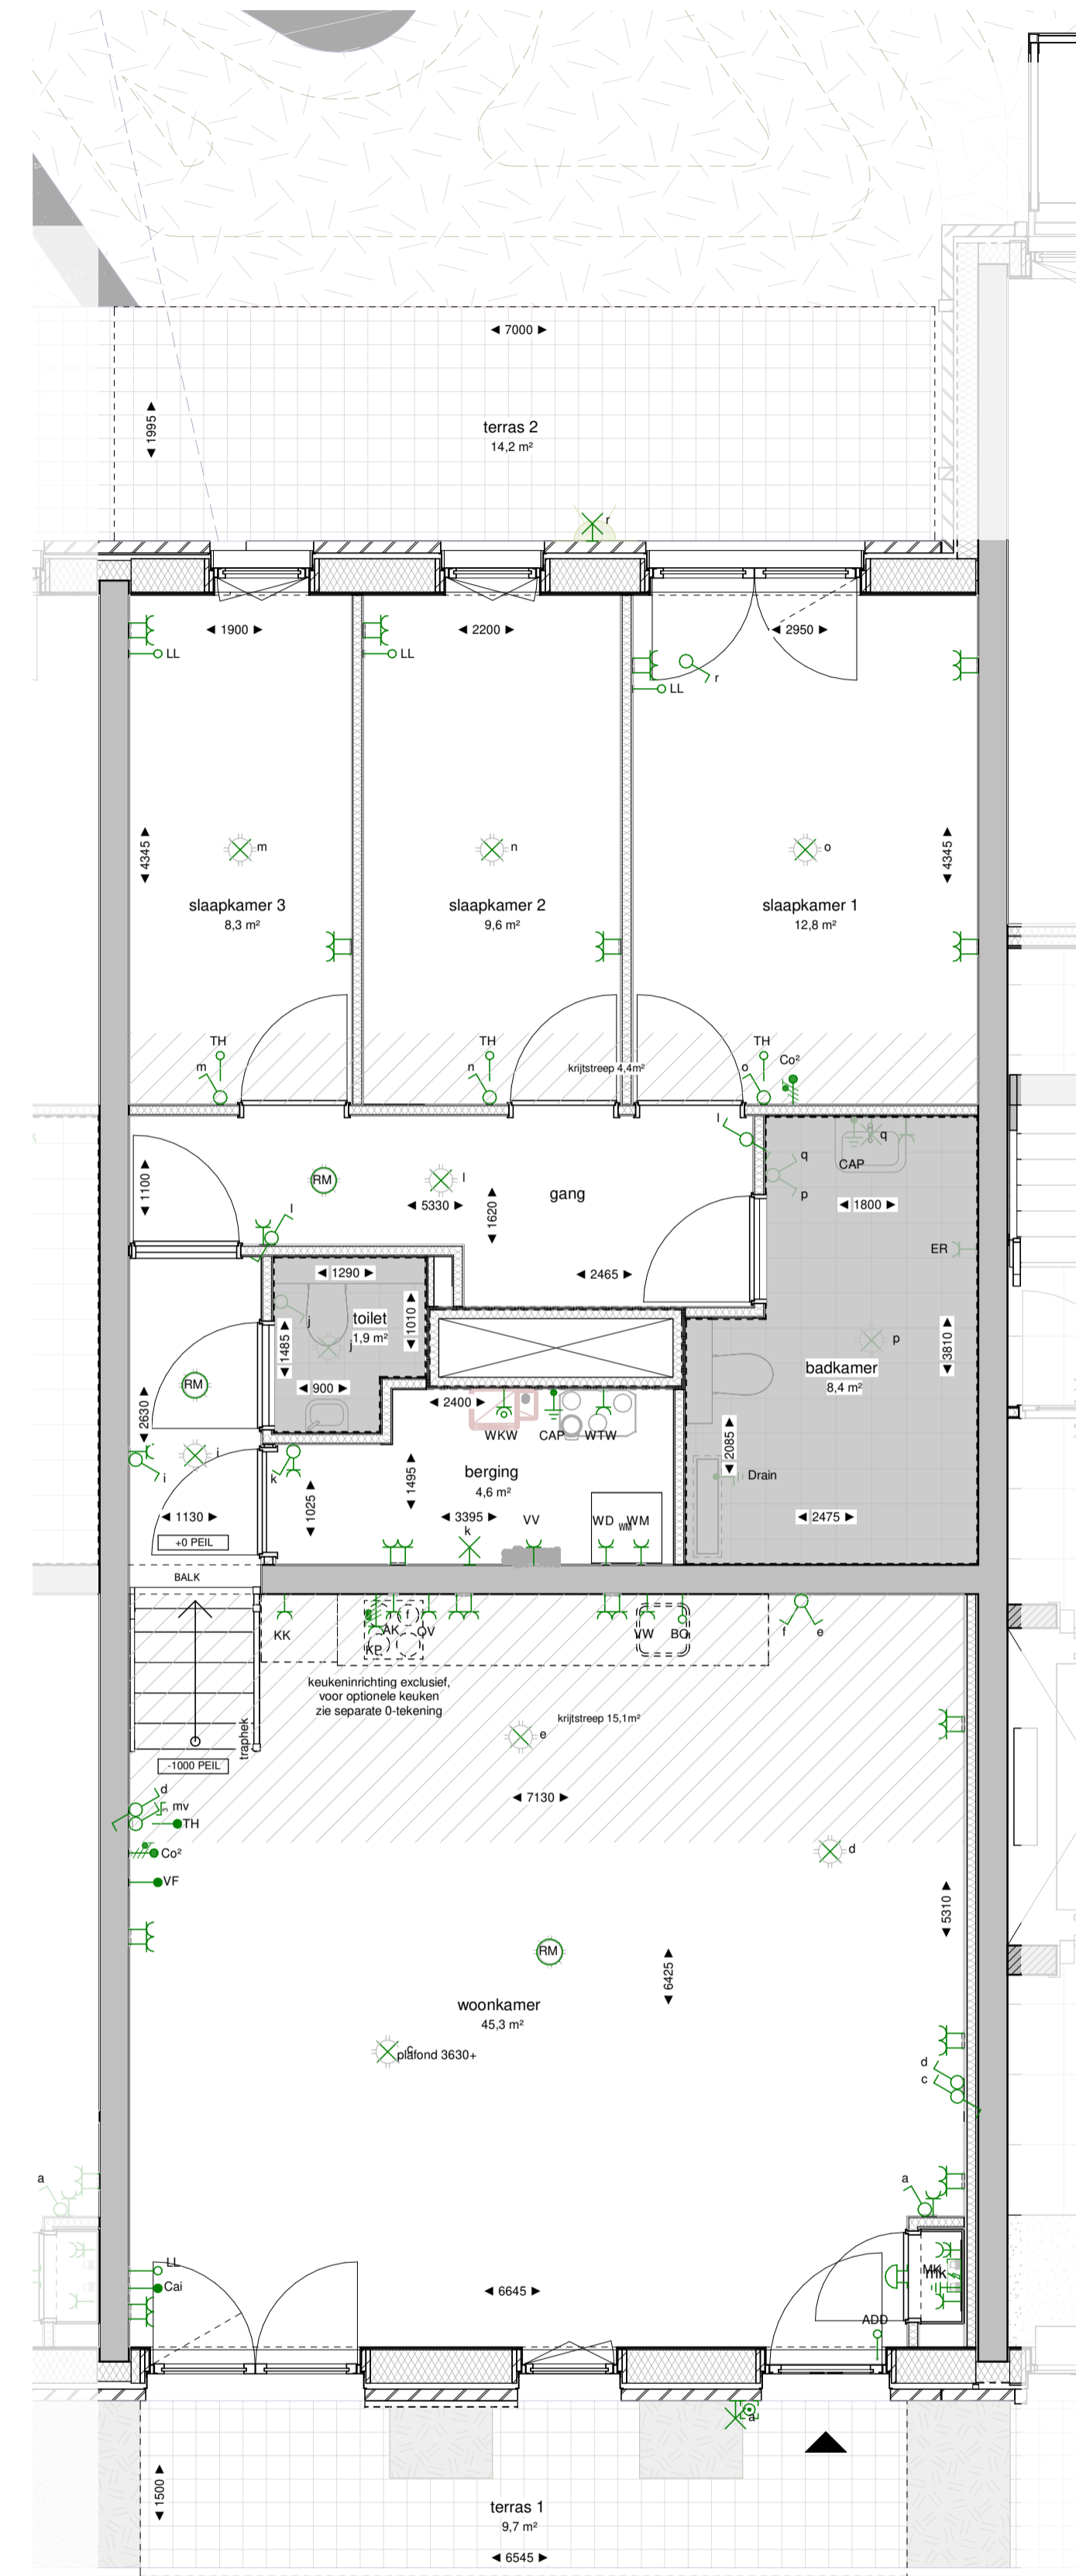 7000
1995
terras 2
14,2 m²
r
1900
2200
2950
LL
LL
LL
r
4345
m
n
o
4345
slaapkamer 3
8,3 m²
slaapkamer 2
9,6 m²
slaapkamer 1
12,8 m²
TH
TH
TH
Co²
m
n
krijtstreep 4,4m²
o
l
q
q
CAP
p
1100
RM
l
gang
5330
1620
1800
l
ER
1290
2465
j
toilet
1,9 m²
1010
1485
j
p
3810
badkamer
8,4 m²
RM
900
2630
2400
WKW
CAP
WTW
2085
i
i
k
berging
4,6 m²
1495
Drain
1025
1130
3395
k
VV
WD
WM
WM
2475
+0 PEIL
BALK
KK
AK
OV
KP
f
VW
BO
f
e
keukeninrichting exclusief,
voor optionele keuken
zie separate 0-tekening
krijtstreep 15,1m²
e
traphek
-1000 PEIL
7130
d
mv
TH
d
Co²
VF
5310
RM
6425
woonkamer
45,3 m²
c
plafond 3630+
d
c
a
a
LL
Cai
6645
MK
mk
ADD
a
1500
terras 1
9,7 m²
6545